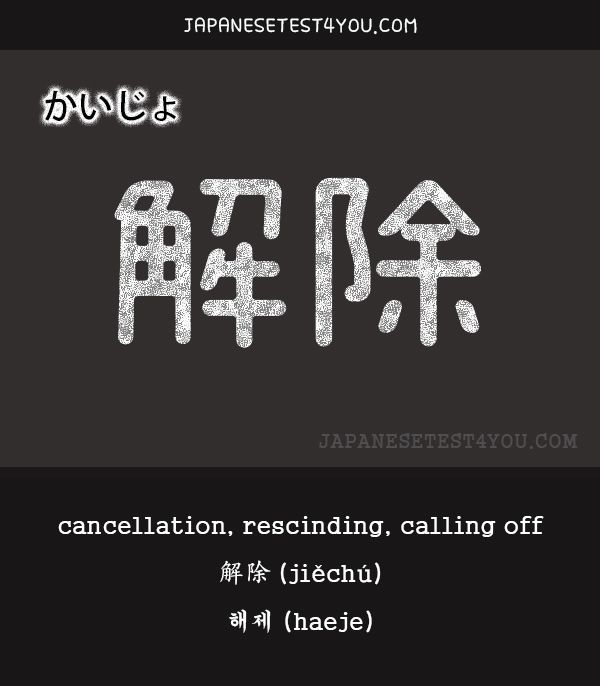 JAPANESETEST4YOU.COM
かいじょ
解除
JAPANESETEST4YOU.COM
cancellation, rescinding, calling off
解除 (jiěchú)
해제 (haeje)